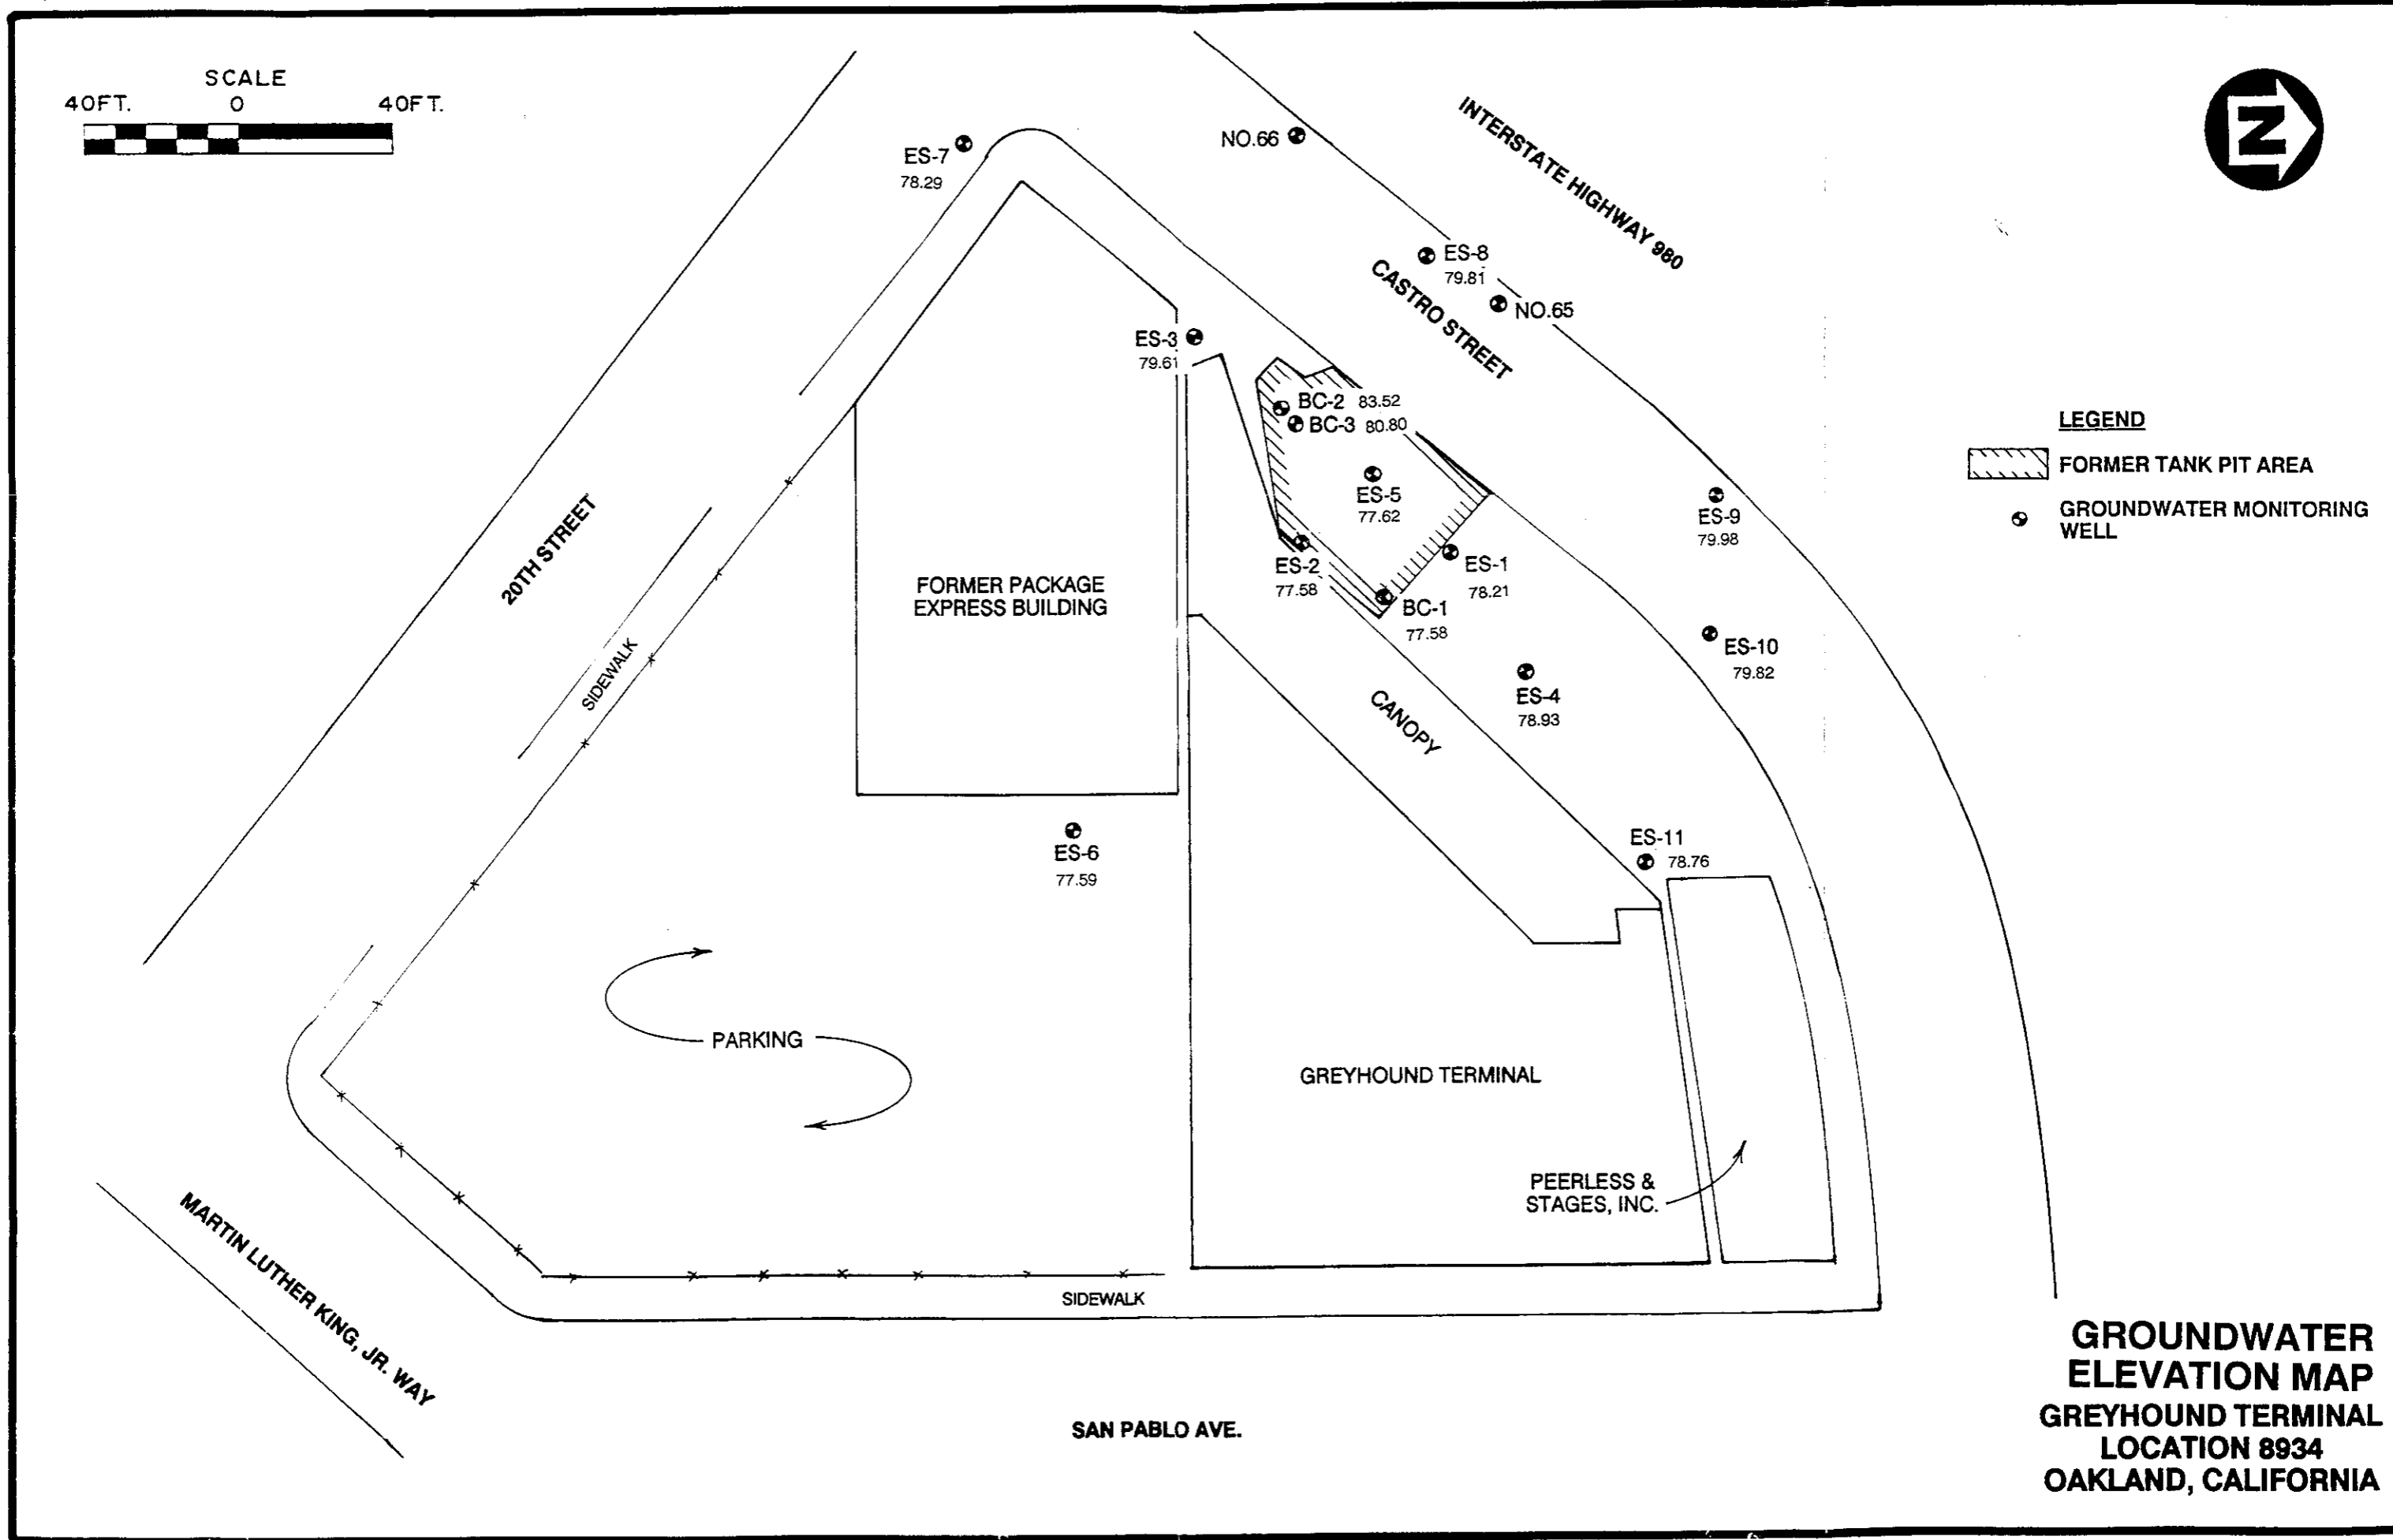 SCALE
40FT. 0 40FT.
N
INTERSTATE HIGHWAY 980
NO.66
ES-7
78.29
ES-8
79.81
NO.65
CASTRO STREET
ES-3
79.61
BC-2 83.52
BC-3 80.80
LEGEND
FORMER TANK PIT AREA
GROUNDWATER MONITORING
WELL
ES-5
77.62
ES-9
79.98
20TH STREET
ES-2
77.58
ES-1
78.21
FORMER PACKAGE
EXPRESS BUILDING
BC-1
77.58
ES-10
79.82
SIDEWALK
ES-4
78.93
CANOPY
ES-11
78.76
ES-6
77.59
PARKING
GREYHOUND TERMINAL
PEERLESS &
STAGES, INC.
MARTIN LUTHER KING, JR. WAY
SIDEWALK
SAN PABLO AVE.
GROUNDWATER
ELEVATION MAP
GREYHOUND TERMINAL
LOCATION 8934
OAKLAND, CALIFORNIA